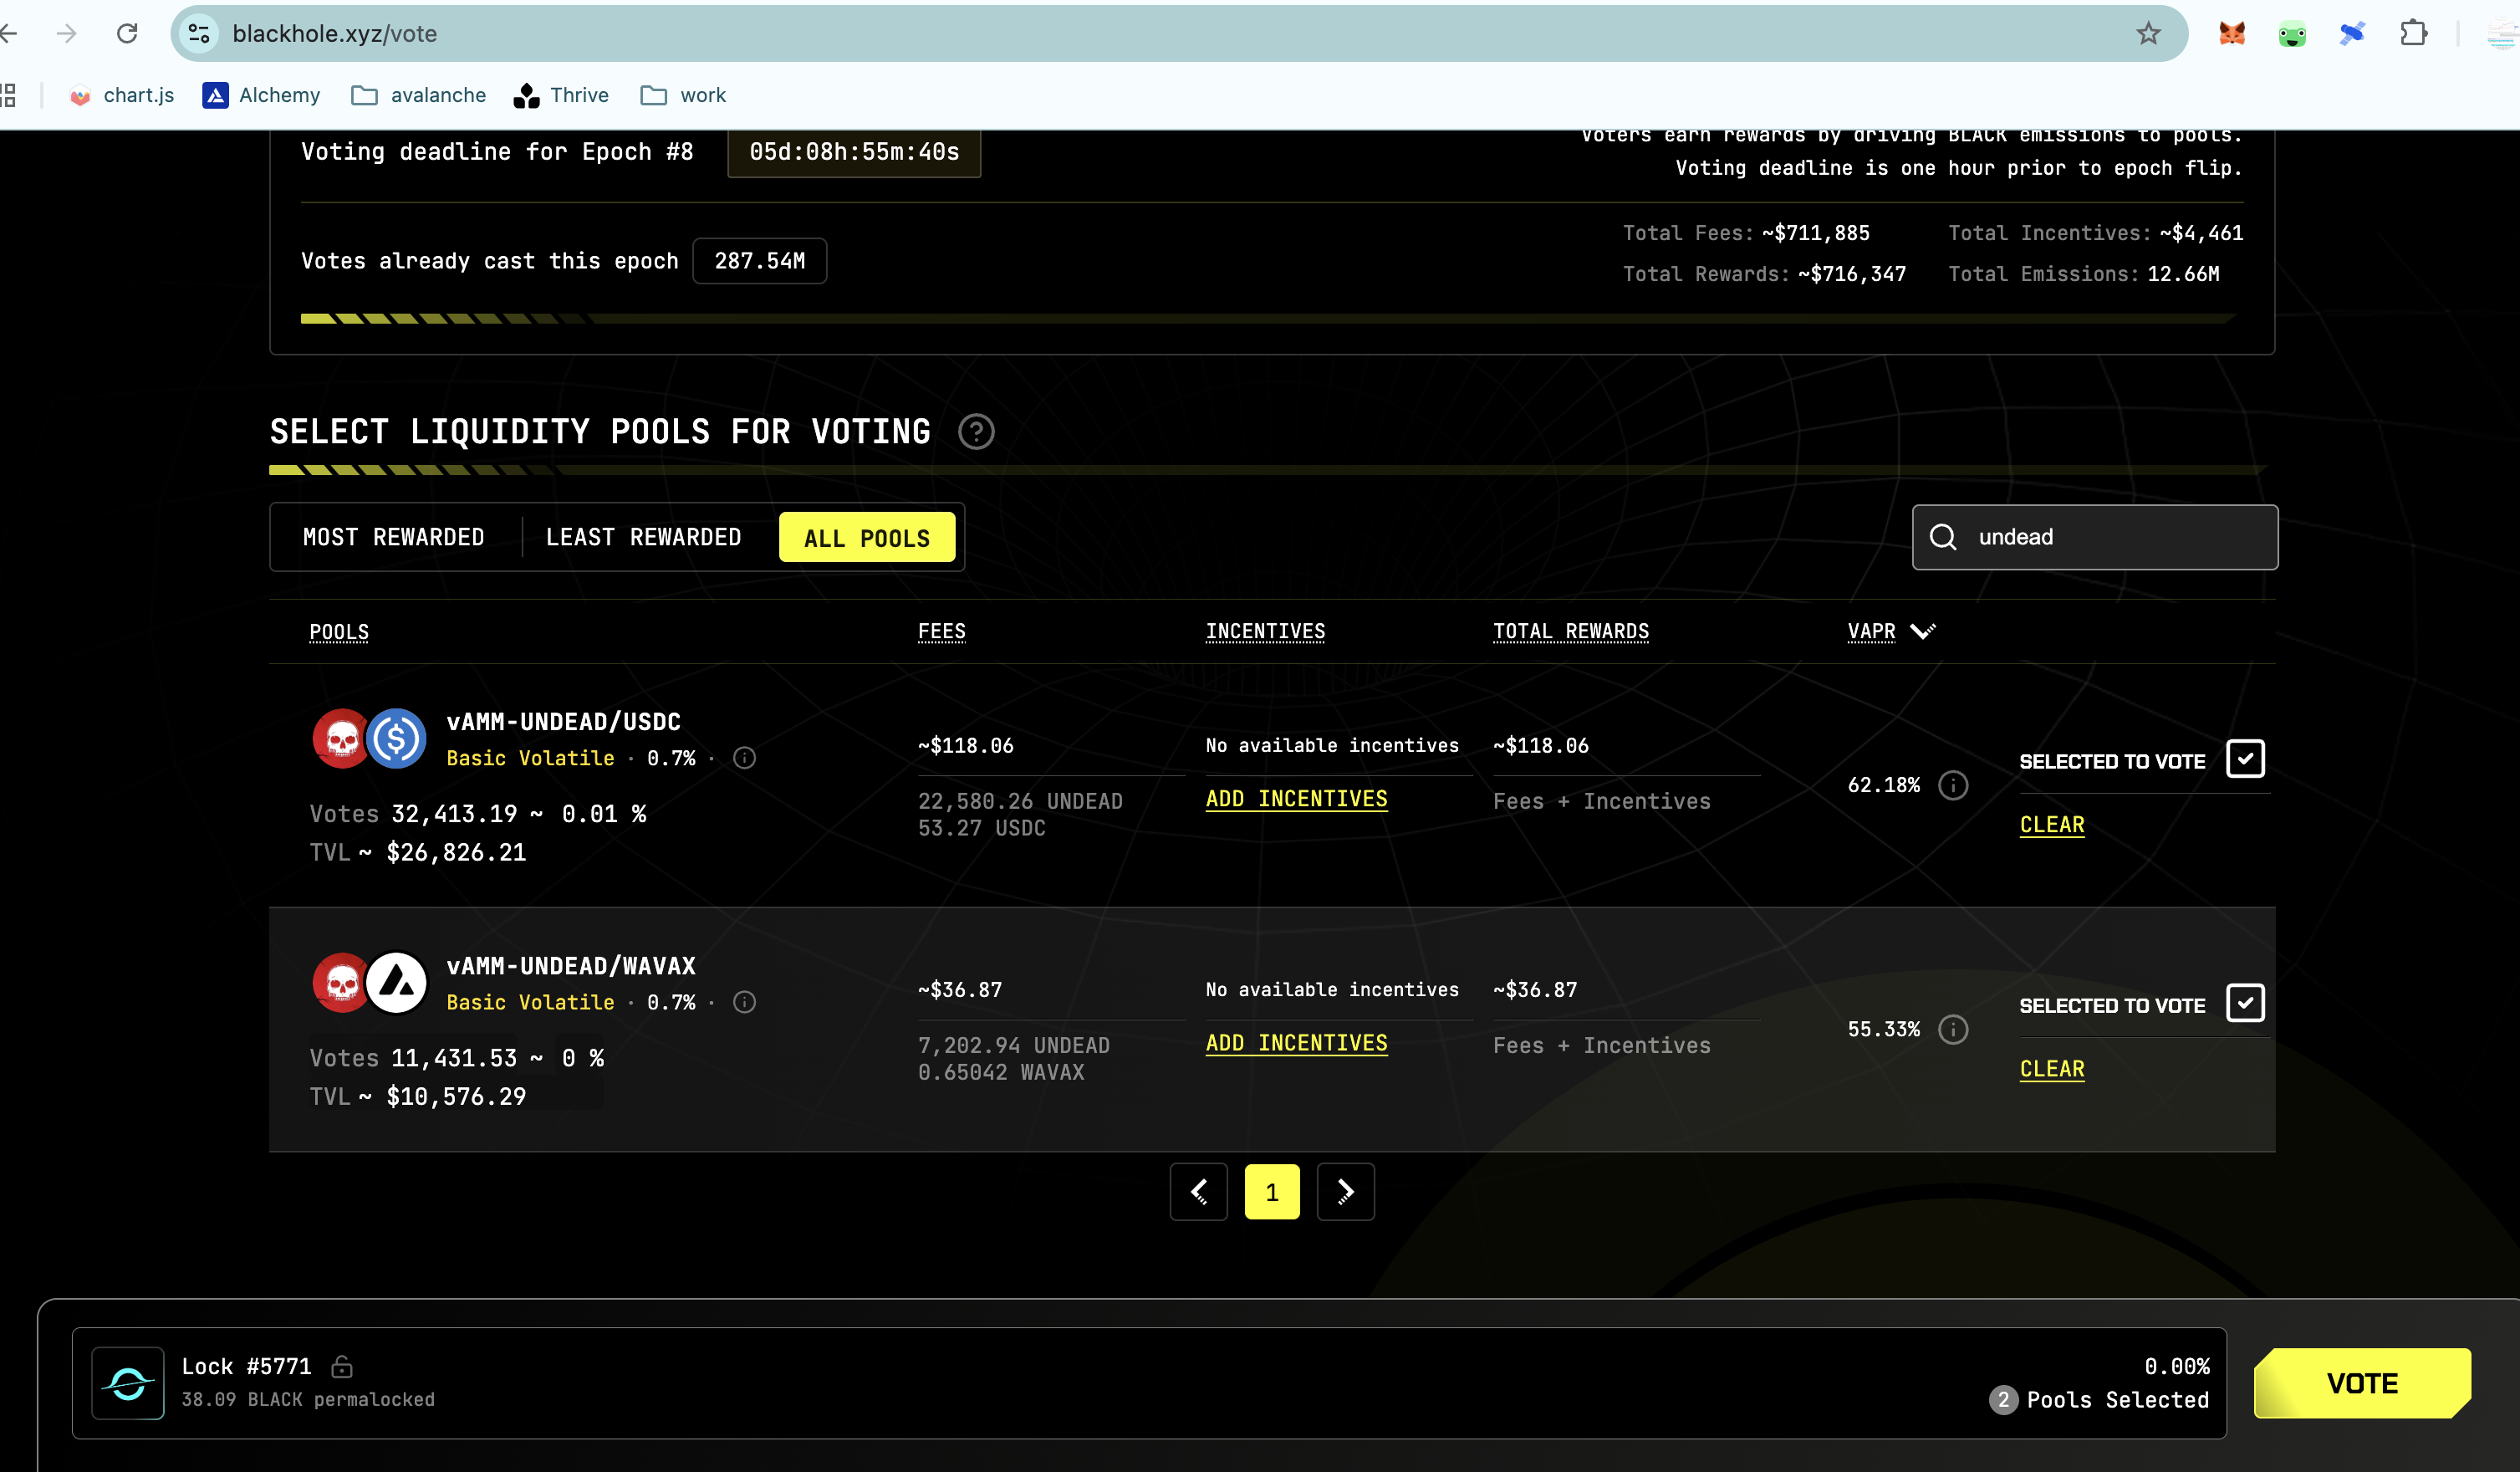 blackhole.xyz/vote
chart.js
Alchemy
avalanche
Thrive
work
Voting deadline for Epoch #8
05d:08h:55m:40s
Voters earn rewards by driving BLACK emissions to pools.
Voting deadline is one hour prior to epoch flip.
Votes already cast this epoch
287.54M
Total Fees: ~$711,885
Total Incentives: ~$4,461
Total Rewards: ~$716,347
Total Emissions: 12.66M
SELECT LIQUIDITY POOLS FOR VOTING
?
MOST REWARDED
LEAST REWARDED
ALL POOLS
undead
POOLS
FEES
INCENTIVES
TOTAL REWARDS
VAPR
vAMM-UNDEAD/USDC
Basic Volatile · 0.7% ·
Votes 32,413.19 ~ 0.01 %
TVL ~ $26,826.21
~$118.06
22,580.26 UNDEAD
53.27 USDC
No available incentives
ADD INCENTIVES
~$118.06
Fees + Incentives
62.18%
SELECTED TO VOTE
CLEAR
vAMM-UNDEAD/WAVAX
Basic Volatile · 0.7% ·
Votes 11,431.53 ~ 0 %
TVL ~ $10,576.29
~$36.87
7,202.94 UNDEAD
0.65042 WAVAX
No available incentives
ADD INCENTIVES
~$36.87
Fees + Incentives
55.33%
SELECTED TO VOTE
CLEAR
1
Lock #5771
38.09 BLACK permalocked
0.00%
2 Pools Selected
VOTE